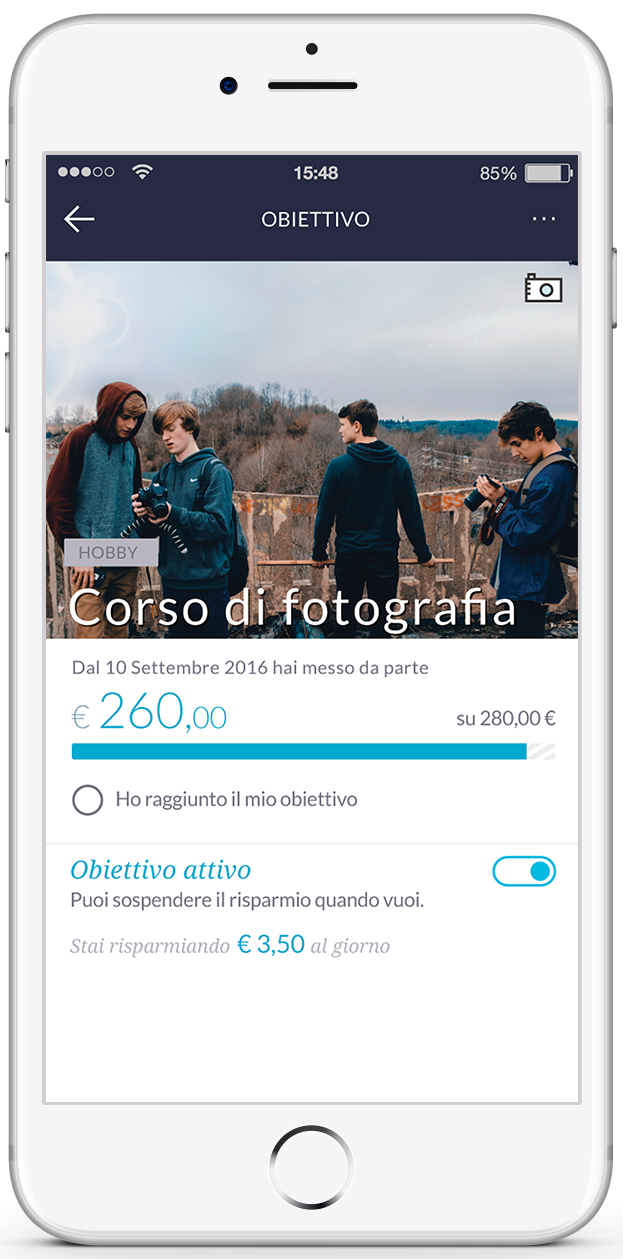 15:48
85%
OBIETTIVO
HOBBY
Corso di fotografia
Dal 10 Settembre 2016 hai messo da parte
€ 260,00
su 280,00 €
Ho raggiunto il mio obiettivo
Obiettivo attivo
Puoi sospendere il risparmio quando vuoi.
Stai risparmiando € 3,50 al giorno